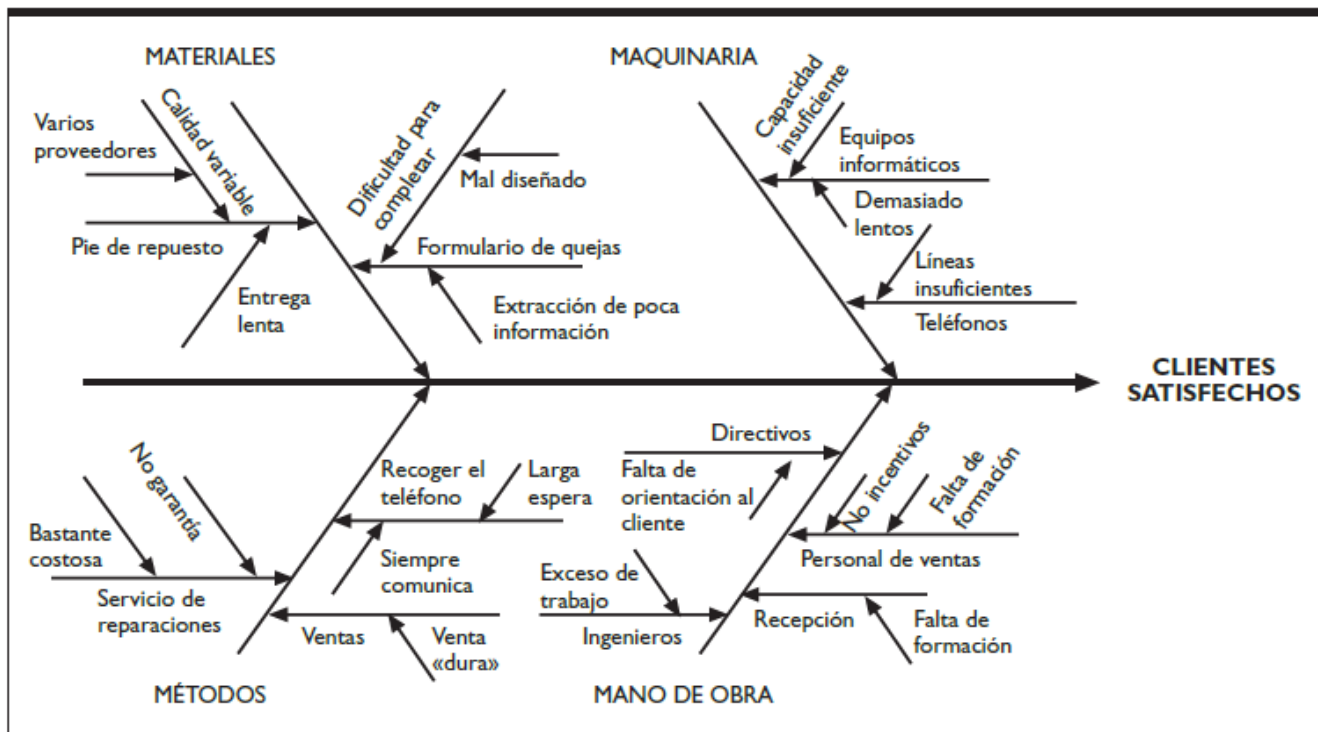 MATERIALES
MAQUINARIA
Varios
proveedores
Calidad variable
Pie de repuesto
Entrega
lenta
Dificultad para
completar
Mal diseñado
Formulario de quejas
Extracción de poca
información
Capacidad
insuficiente
Equipos
informáticos
Demasiado
lentos
Líneas
insuficientes
Teléfonos
CLIENTES
SATISFECHOS
No garantía
Bastante
costosa
Servicio de
reparaciones
Recoger el
teléfono
Larga
espera
Siempre
comunica
Ventas
Venta
«dura»
Directivos
Falta de
orientación al
cliente
No incentivos
Falta de
formación
Personal de ventas
Exceso de
trabajo
Ingenieros
Recepción
Falta de
formación
MÉTODOS
MANO DE OBRA